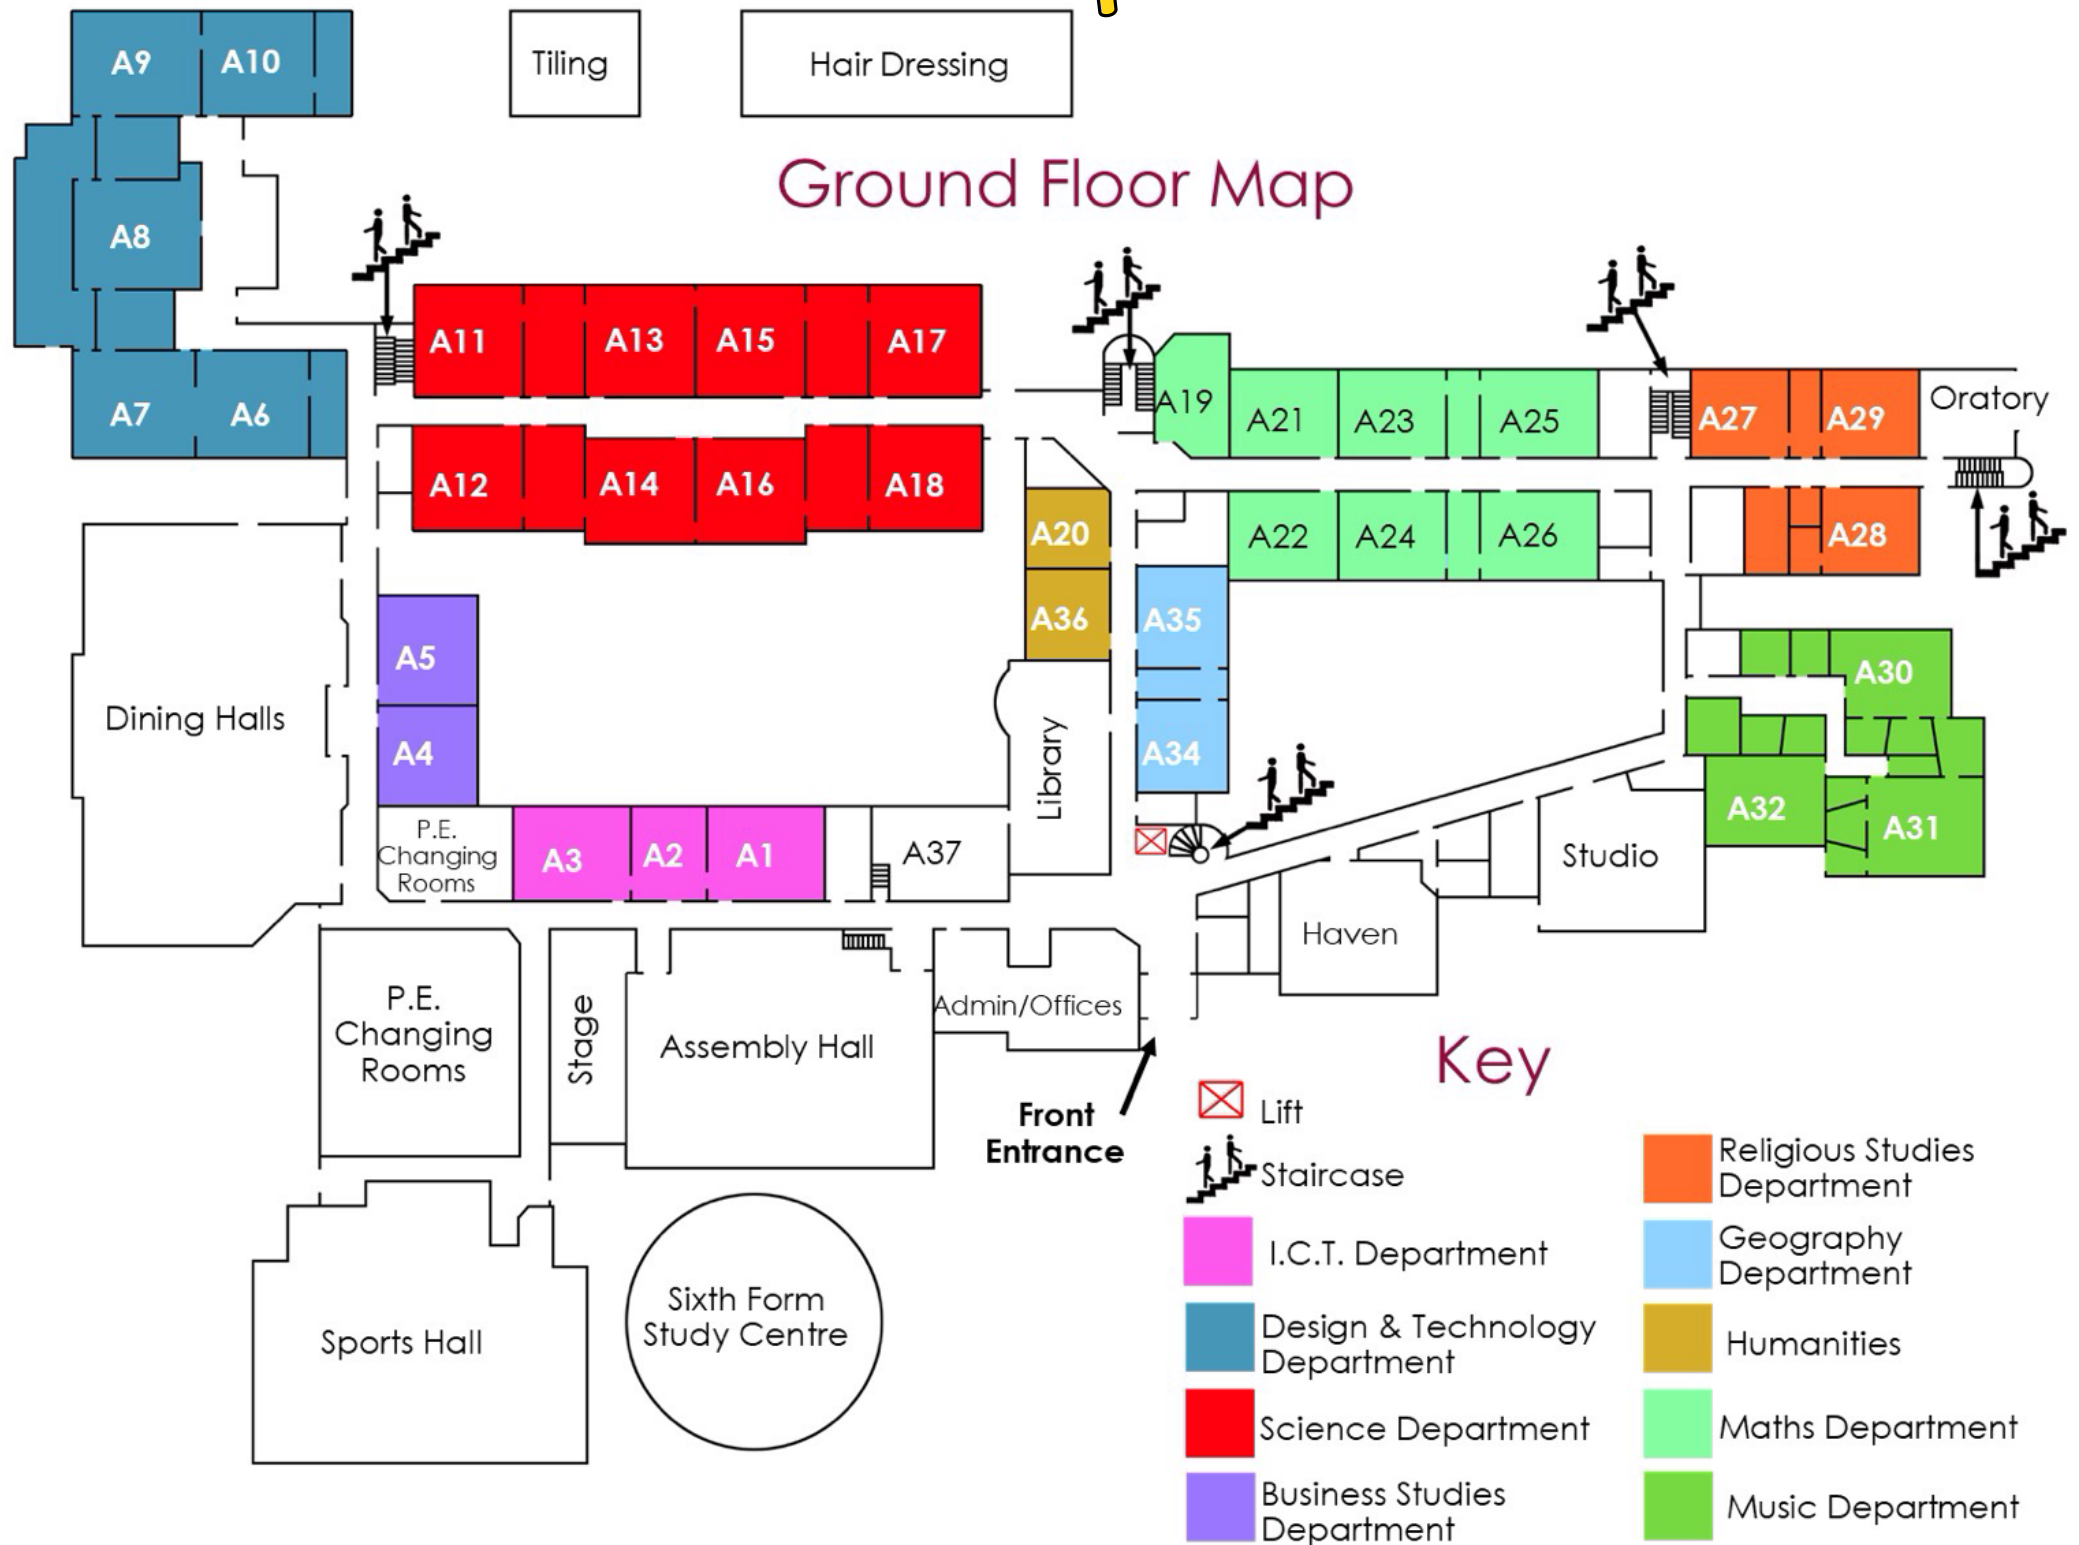 A9
A10
Tiling
Hair Dressing
Ground Floor Map
A8
A11
A13
A15
A17
A7
A6
A19
A21
A23
A25
A27
A29
Oratory
A12
A14
A16
A18
A20
A22
A24
A26
A28
A36
A35
A5
A30
Dining Halls
A4
Library
A34
P.E.
Changing
Rooms
A3
A2
A1
A37
Studio
A32
A31
Haven
P.E.
Changing
Rooms
Stage
Assembly Hall
Admin/Offices
Front
Entrance
Sports Hall
Sixth Form
Study Centre
Key
Lift
Staircase
I.C.T. Department
Design & Technology
Department
Science Department
Business Studies
Department
Religious Studies
Department
Geography
Department
Humanities
Maths Department
Music Department